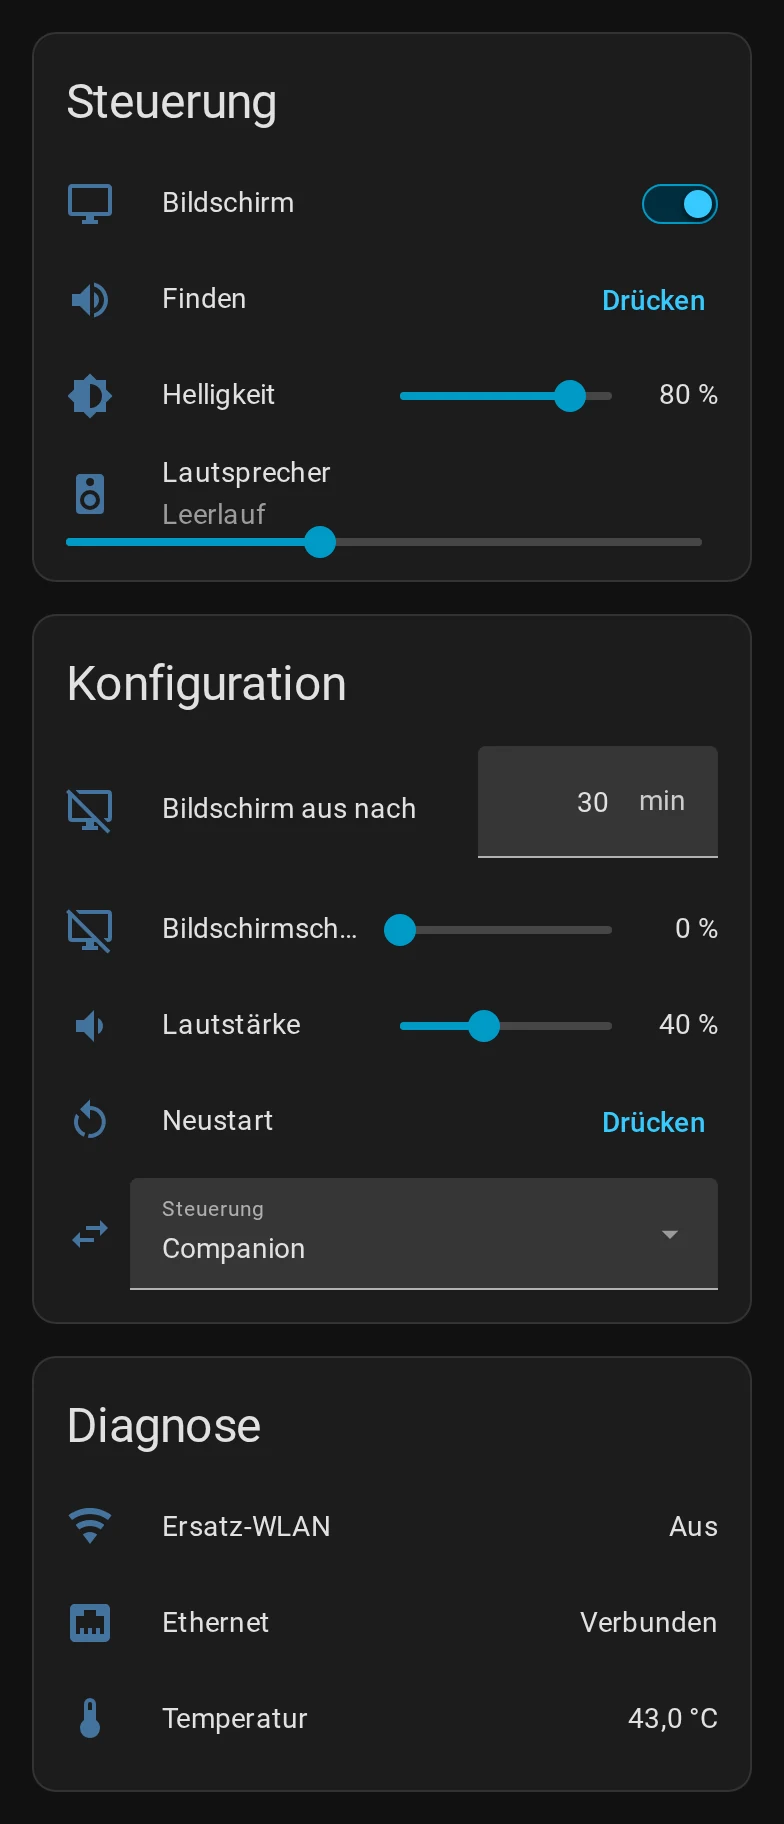 Steuerung
Bildschirm
Finden Drücken
Helligkeit 80 %
Lautsprecher
Leerlauf
Konfiguration
Bildschirm aus nach 30 min
Bildschirmsch... 0 %
Lautstärke 40 %
Neustart Drücken
Steuerung
Companion
Diagnose
Ersatz-WLAN Aus
Ethernet Verbunden
Temperatur 43,0 °C